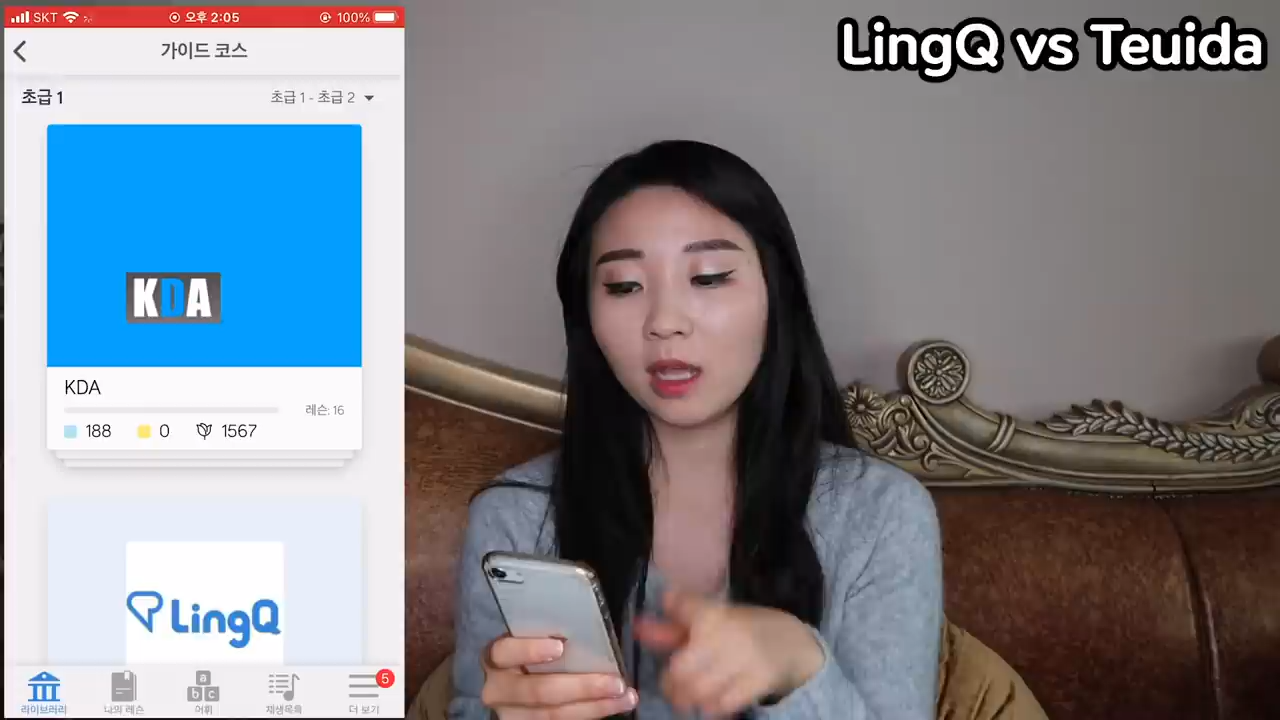 SKT 오후 2:05 100%
가이드 코스
초급 1 초급 1 - 초급 2
KDA
KDA
레슨: 16
188 0 1567
LingQ
a
b c
5
라이브러리 나의 레슨 어휘 재생목록 더 보기
LingQ vs Teuida